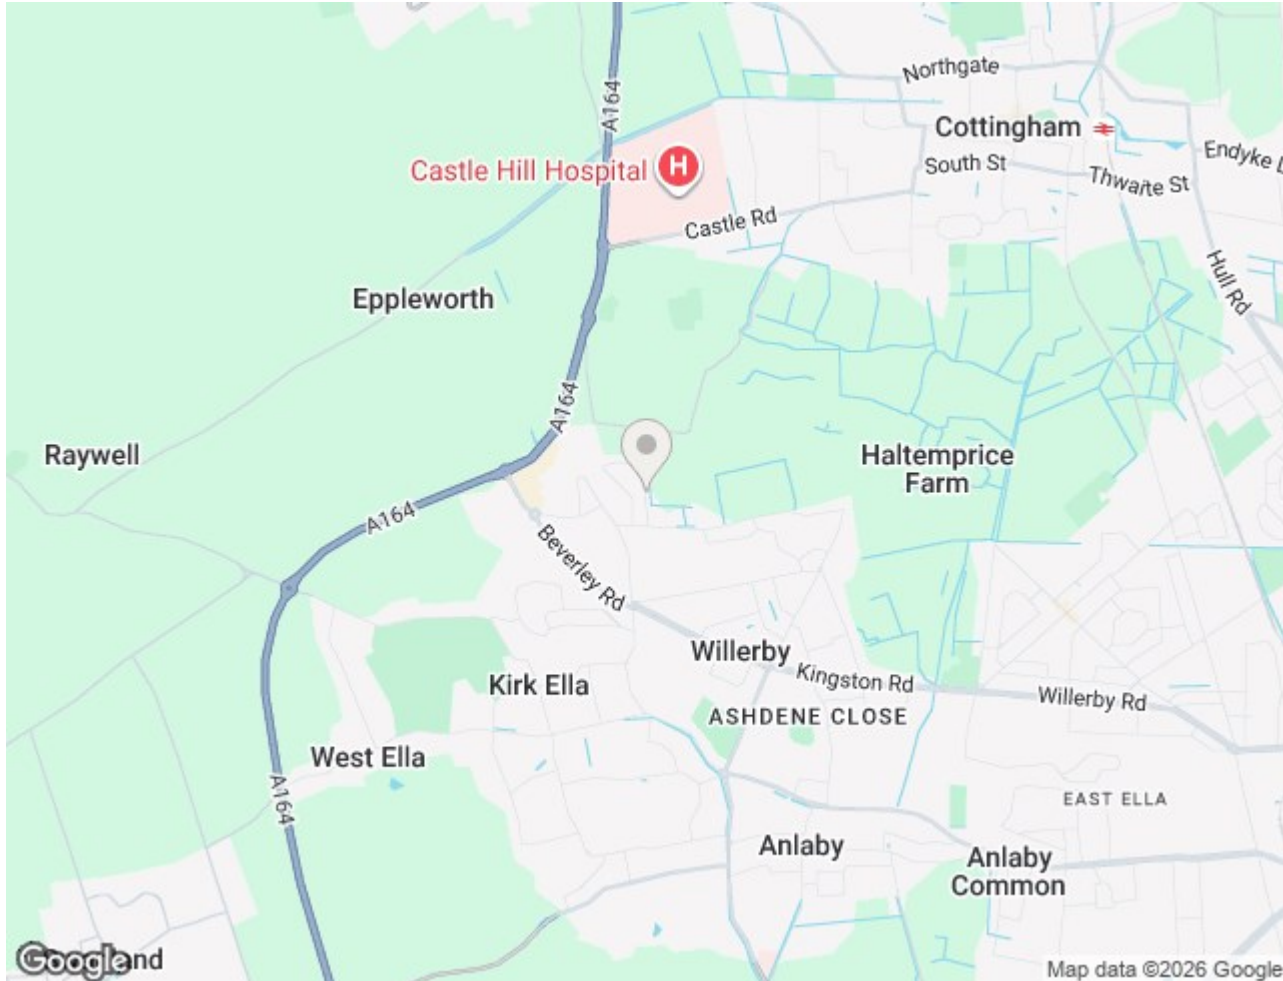 Northgate
A164
Cottingham
Castle Hill Hospital
H
South St
Endyke
Thwaite St
Castle Rd
Hull Rd
Eppleworth
A164
Raywell
Haltemprice
Farm
A164
Beverley Rd
Willerby
Kingston Rd
Kirk Ella
Willerby Rd
ASHDENE CLOSE
West Ella
A164
EAST ELLA
Anlaby
Anlaby
Common
Google
Map data ©2026 Google